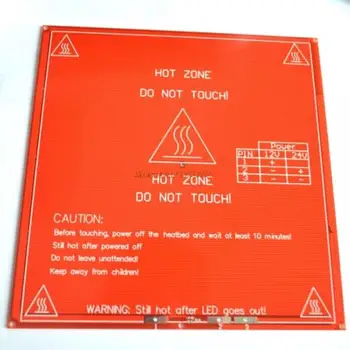 HOT ZONE
DO NOT TOUCH!
Power
PIN 12V 24V
1 + 
2 - +
3 - -
HOT ZONE
DO NOT TOUCH!
CAUTION:
Before touching, power off the heatbed and wait at least 10 minutes!
Still hot after powered off
Do not leave unattended!
Keep away from children!
WARNING: Still hot after LED goes out!